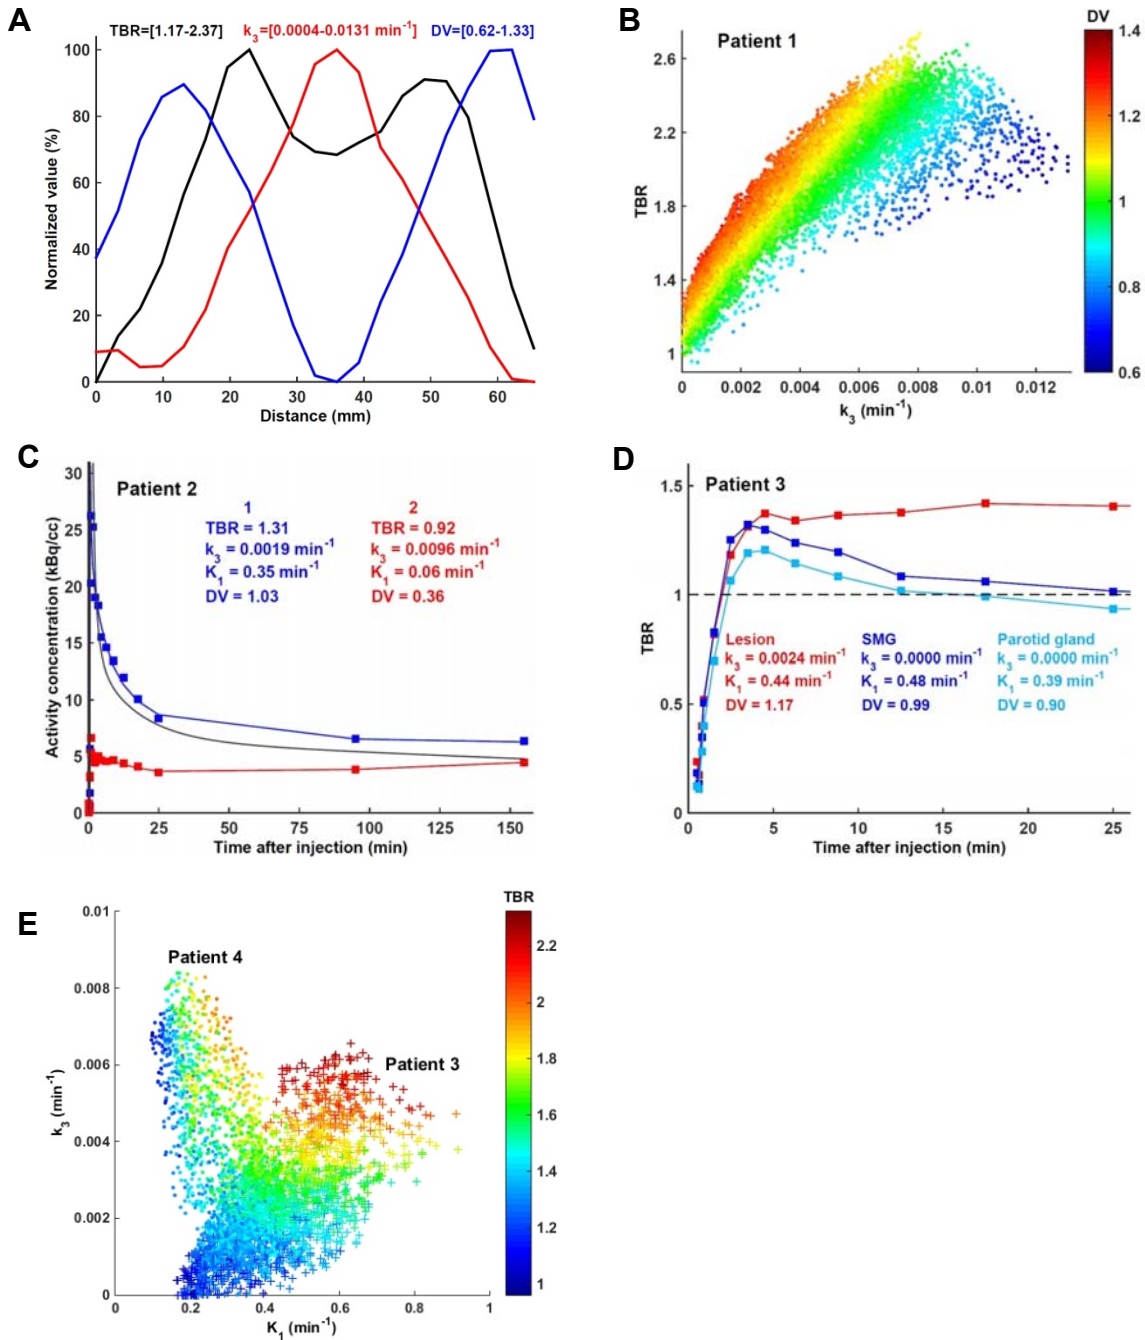 A
TBR=[1.17-2.37] k3=[0.0004-0.0131 min-1] DV=[0.62-1.33]
100
80
60
40
20
0
Normalized value (%)
0 10 20 30 40 50 60
Distance (mm)
B
Patient 1
DV
1.4
1.2
1
0.8
0.6
2.6
2.2
1.8
1.4
1
TBR
0 0.002 0.004 0.006 0.008 0.01 0.012
k3 (min-1)
C
Patient 2
30
25
20
15
10
5
0
Activity concentration (kBq/cc)
1
TBR = 1.31
k3 = 0.0019 min-1
K1 = 0.35 min-1
DV = 1.03
2
TBR = 0.92
k3 = 0.0096 min-1
K1 = 0.06 min-1
DV = 0.36
0 25 50 75 100 125 150
Time after injection (min)
D
Patient 3
1.5
1
0.5
0
TBR
Lesion
k3 = 0.0024 min-1
K1 = 0.44 min-1
DV = 1.17
SMG
k3 = 0.0000 min-1
K1 = 0.48 min-1
DV = 0.99
Parotid gland
k3 = 0.0000 min-1
K1 = 0.39 min-1
DV = 0.90
0 5 10 15 20 25
Time after injection (min)
E
TBR
2.2
2
1.8
1.6
1.4
1.2
1
Patient 4
Patient 3
0.01
0.008
0.006
0.004
0.002
0
k3 (min-1)
0 0.2 0.4 0.6 0.8 1
K1 (min-1)